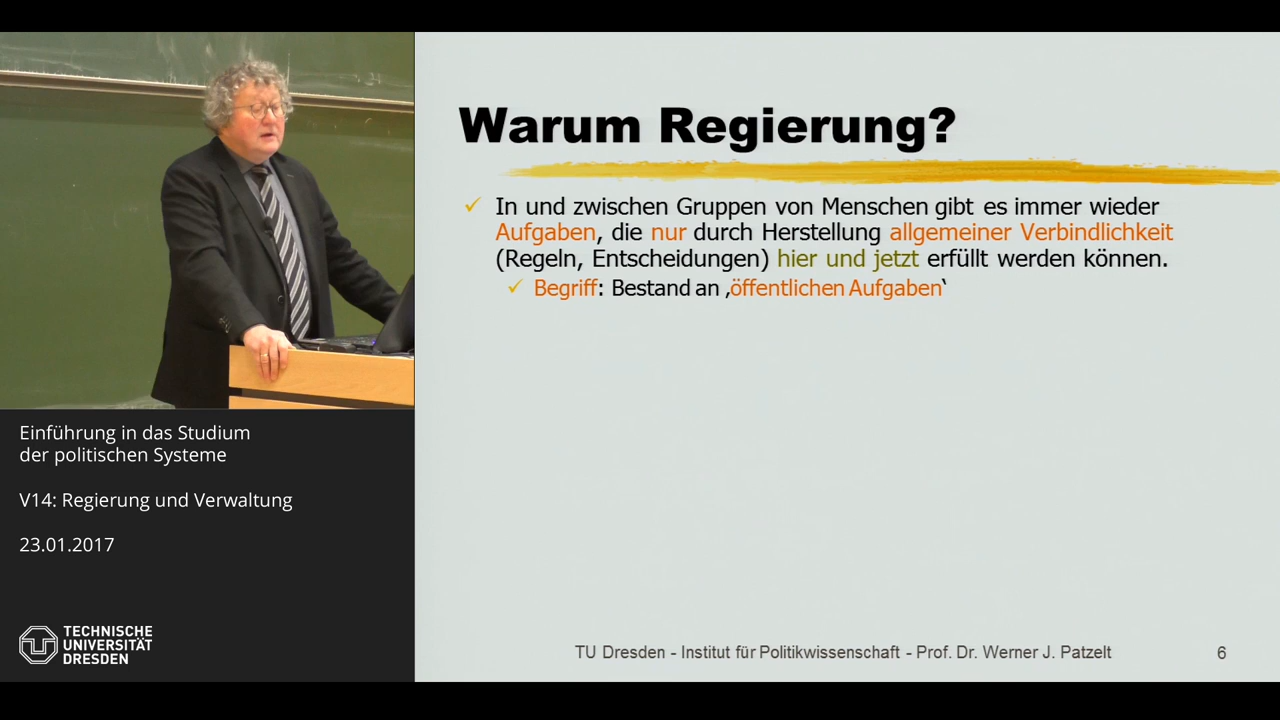 Warum Regierung?
✓ In und zwischen Gruppen von Menschen gibt es immer wieder
Aufgaben, die nur durch Herstellung allgemeiner Verbindlichkeit
(Regeln, Entscheidungen) hier und jetzt erfüllt werden können.
✓ Begriff: Bestand an ‚öffentlichen Aufgaben‘
Einführung in das Studium
der politischen Systeme
V14: Regierung und Verwaltung
23.01.2017
TECHNISCHE
UNIVERSITÄT
DRESDEN
TU Dresden - Institut für Politikwissenschaft - Prof. Dr. Werner J. Patzelt
6